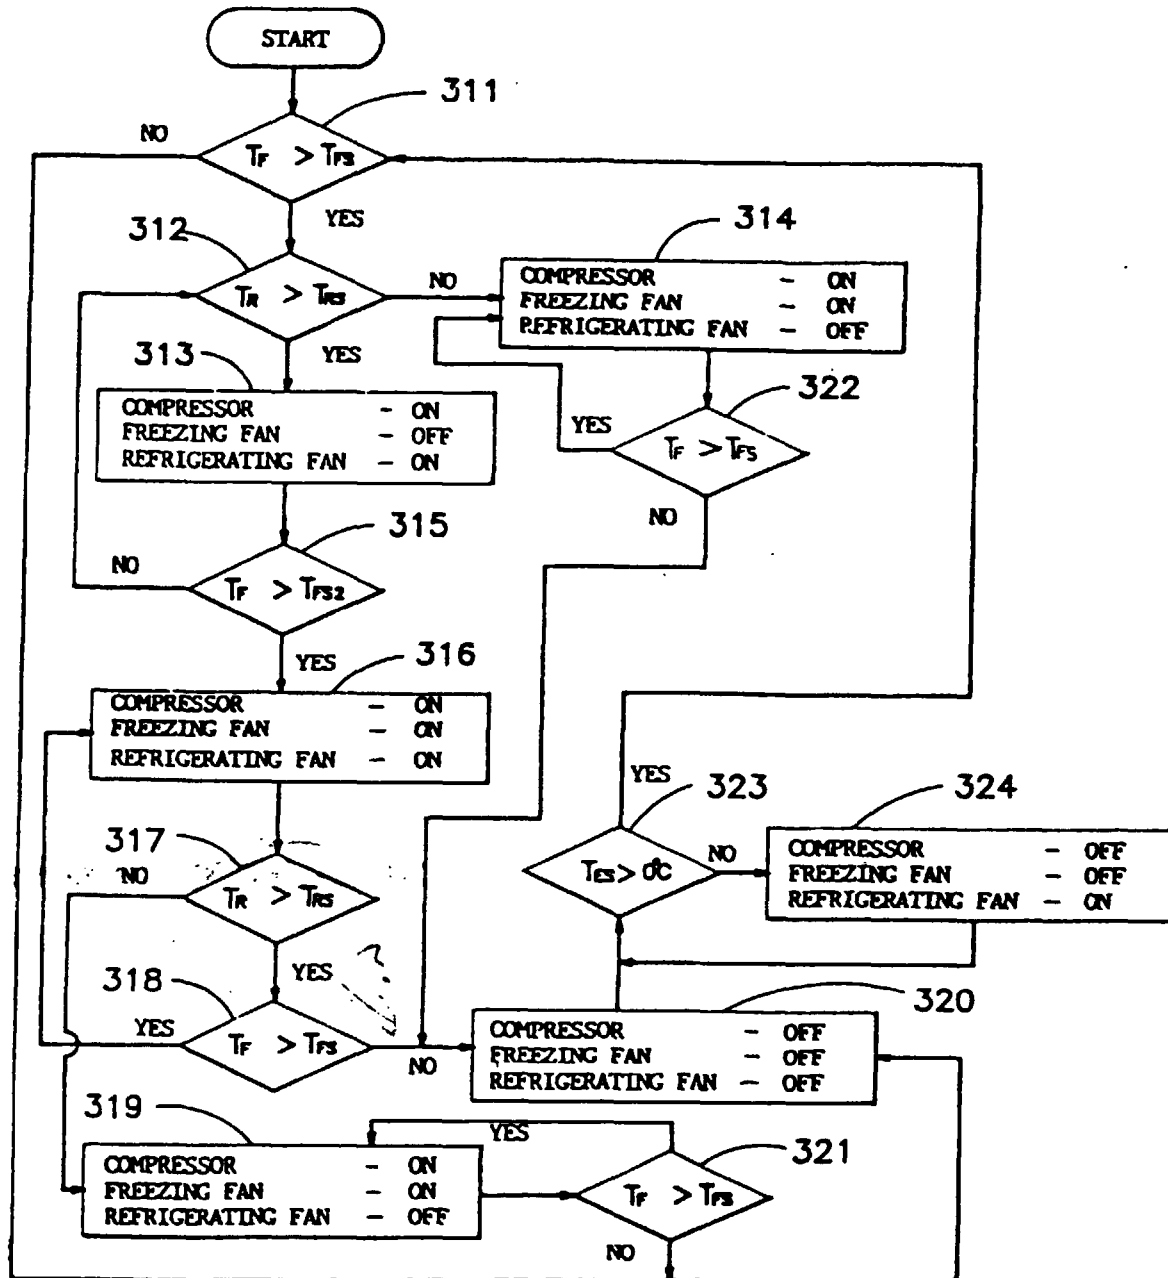 START
311
NO
TF > TFS
YES
312
314
TR > TRS
NO
COMPRESSOR - ON
FREEZING FAN - ON
REFRIGERATING FAN - OFF
313
YES
322
COMPRESSOR - ON
FREEZING FAN - OFF
REFRIGERATING FAN - ON
YES
TF > TFS
NO
315
NO
TF > TFS2
YES
316
COMPRESSOR - ON
FREEZING FAN - ON
REFRIGERATING FAN - ON
YES
323
324
317
NO
TR > TRS
TES > 0°C
NO
COMPRESSOR - OFF
FREEZING FAN - OFF
REFRIGERATING FAN - ON
YES
318
320
YES
TF > TFS
NO
COMPRESSOR - OFF
FREEZING FAN - OFF
REFRIGERATING FAN - OFF
319
YES
321
COMPRESSOR - ON
FREEZING FAN - ON
REFRIGERATING FAN - OFF
TF > TFS
NO